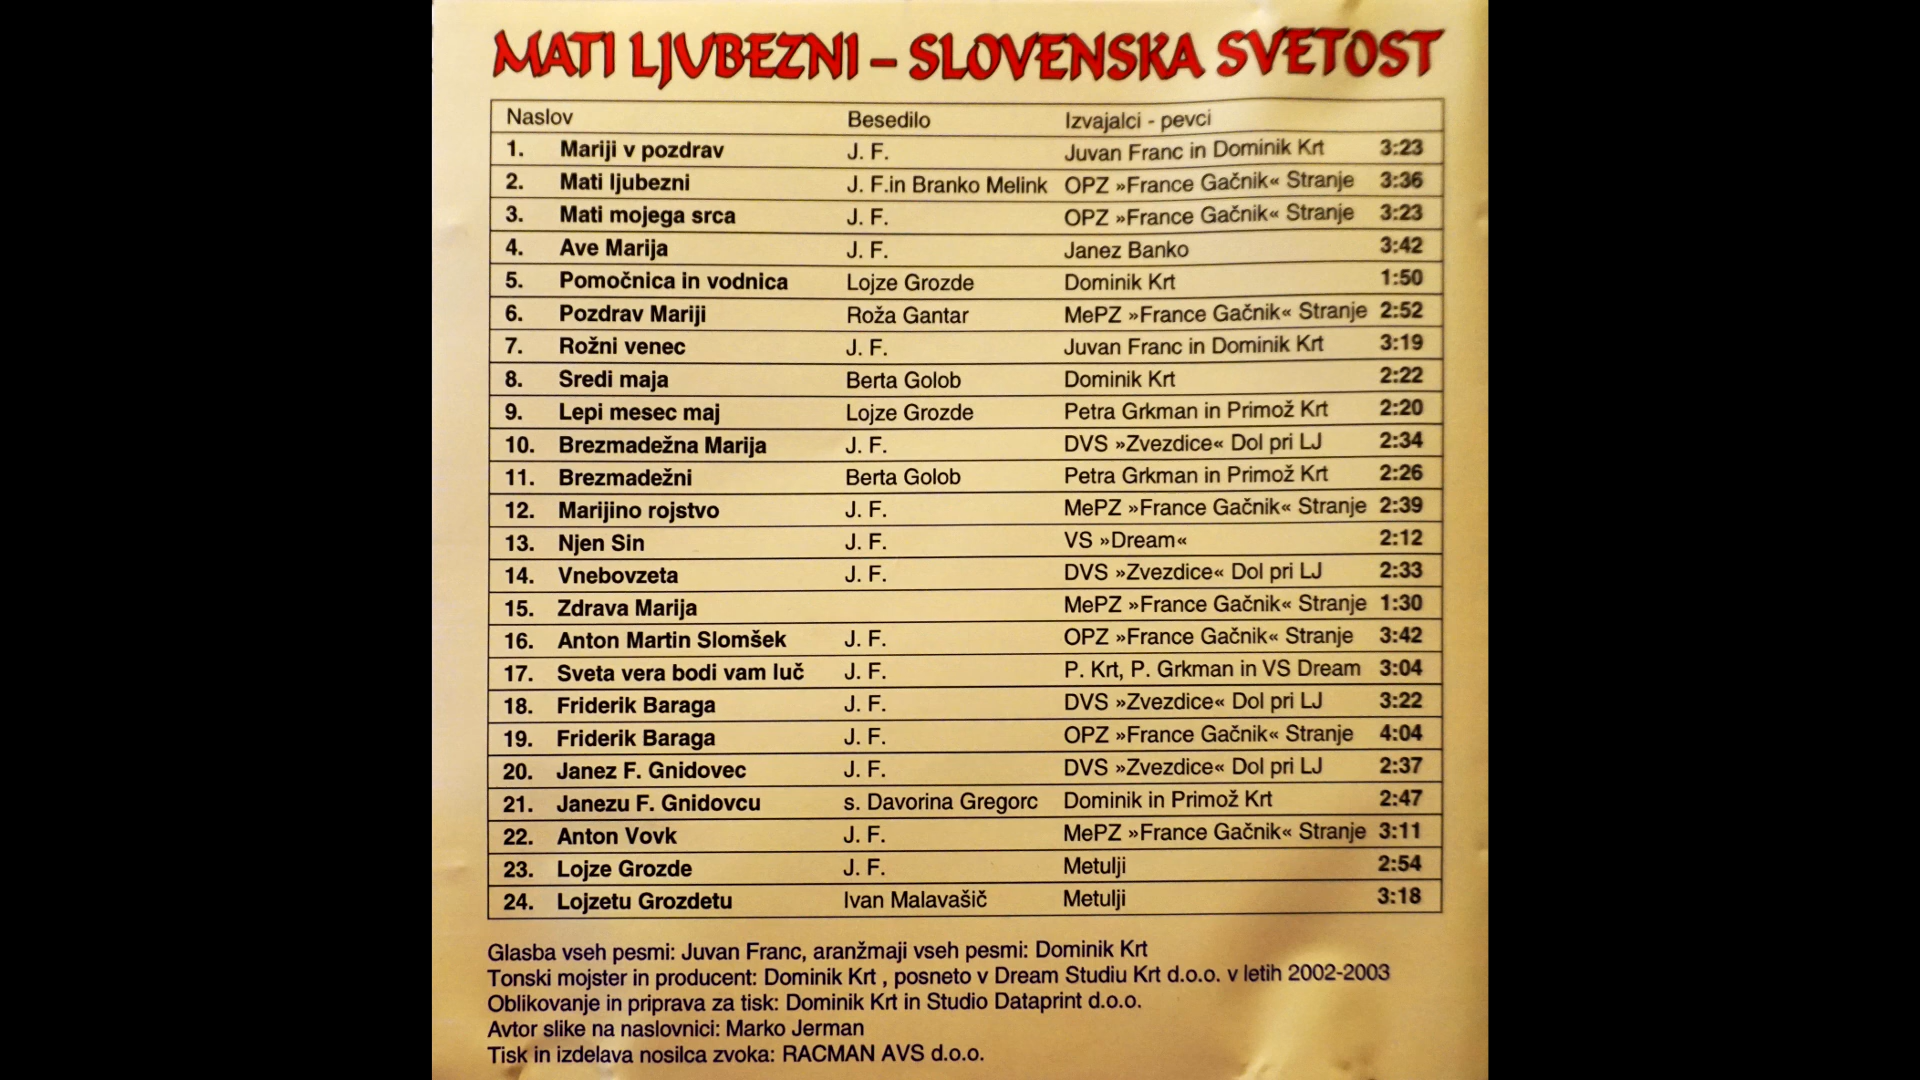 MATI LJUBEZNI – SLOVENSKA SVETOST
Naslov Besedilo Izvajalci - pevci
1. Mariji v pozdrav J. F. Juvan Franc in Dominik Krt 3:23
2. Mati ljubezni J. F.in Branko Melink OPZ »France Gačnik« Stranje 3:36
3. Mati mojega srca J. F. OPZ »France Gačnik« Stranje 3:23
4. Ave Marija J. F. Janez Banko 3:42
5. Pomočnica in vodnica Lojze Grozde Dominik Krt 1:50
6. Pozdrav Mariji Roža Gantar MePZ »France Gačnik« Stranje 2:52
7. Rožni venec J. F. Juvan Franc in Dominik Krt 3:19
8. Sredi maja Berta Golob Dominik Krt 2:22
9. Lepi mesec maj Lojze Grozde Petra Grkman in Primož Krt 2:20
10. Brezmadežna Marija J. F. DVS »Zvezdice« Dol pri LJ 2:34
11. Brezmadežni Berta Golob Petra Grkman in Primož Krt 2:26
12. Marijino rojstvo J. F. MePZ »France Gačnik« Stranje 2:39
13. Njen Sin J. F. VS »Dream« 2:12
14. Vnebovzeta J. F. DVS »Zvezdice« Dol pri LJ 2:33
15. Zdrava Marija MePZ »France Gačnik« Stranje 1:30
16. Anton Martin Slomšek J. F. OPZ »France Gačnik« Stranje 3:42
17. Sveta vera bodi vam luč J. F. P. Krt, P. Grkman in VS Dream 3:04
18. Friderik Baraga J. F. DVS »Zvezdice« Dol pri LJ 3:22
19. Friderik Baraga J. F. OPZ »France Gačnik« Stranje 4:04
20. Janez F. Gnidovec J. F. DVS »Zvezdice« Dol pri LJ 2:37
21. Janezu F. Gnidovcu s. Davorina Gregorc Dominik in Primož Krt 2:47
22. Anton Vovk J. F. MePZ »France Gačnik« Stranje 3:11
23. Lojze Grozde J. F. Metulji 2:54
24. Lojzetu Grozdetu Ivan Malavašič Metulji 3:18
Glasba vseh pesmi: Juvan Franc, aranžmaji vseh pesmi: Dominik Krt
Tonski mojster in producent: Dominik Krt , posneto v Dream Studiu Krt d.o.o. v letih 2002-2003
Oblikovanje in priprava za tisk: Dominik Krt in Studio Dataprint d.o.o.
Avtor slike na naslovnici: Marko Jerman
Tisk in izdelava nosilca zvoka: RACMAN AVS d.o.o.